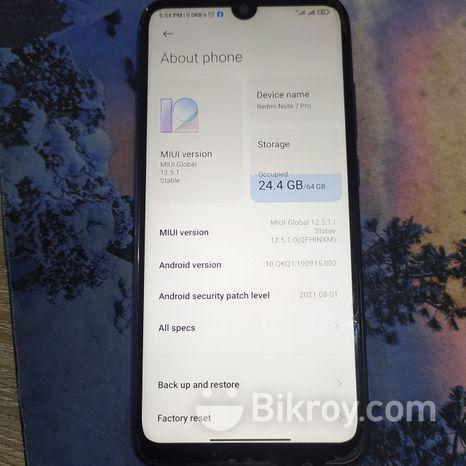 5:54 PM | 0.0KB/s
About phone
12
MIUI version
MIUI Global
12.5.1
Stable
Device name
Redmi Note 7 Pro
Storage
Occupied
24.4 GB/64 GB
MIUI version
MIUI Global 12.5.1 |
Stable
12.5.1.0(QFHINXM)
Android version
10 QKQ1.190915.002
Android security patch level
2021-08-01
All specs
Back up and restore
Factory reset
Bikroy.com